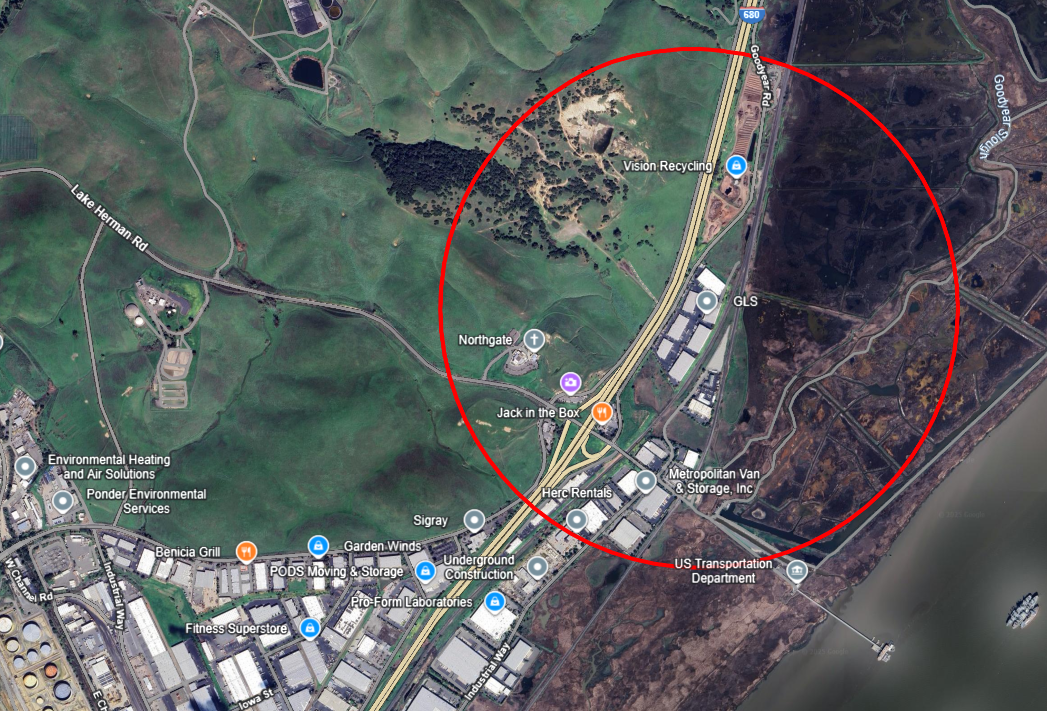 680
Goodyear Rd
Goodyear Slough
Vision Recycling
Lake Herman Rd
GLS
Northgate
Jack in the Box
Environmental Heating
and Air Solutions
Metropolitan Van
& Storage, Inc
Ponder Environmental
Services
Herc Rentals
Sigray
Benicia Grill
Garden Winds
PODS Moving & Storage
Underground
Construction
US Transportation
Department
W Channel Rd
Industrial Way
Pro-Form Laboratories
Fitness Superstore
Industrial Way
Iowa St
E Ch